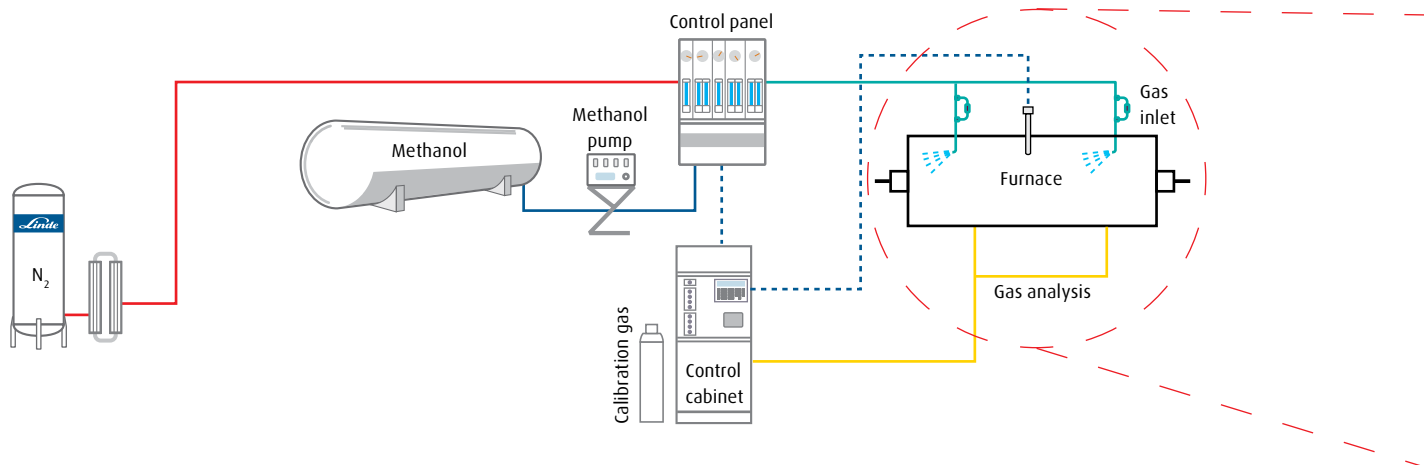 Control panel
Gas
inlet
Methanol
pump
Methanol
Furnace
Linde
N₂
Gas analysis
Calibration gas
Control
cabinet